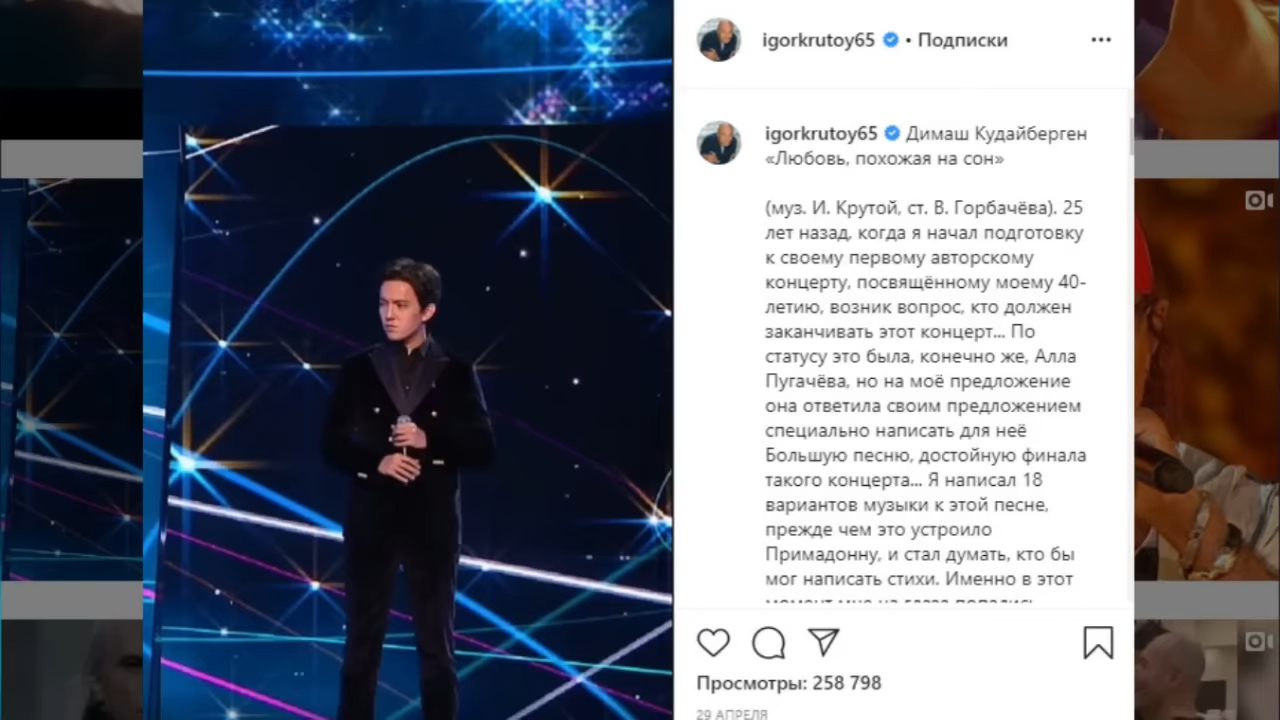 igorkrutoy65 • Подписки
igorkrutoy65 Димаш Кудайберген
«Любовь, похожая на сон»
(муз. И. Крутой, ст. В. Горбачёва). 25
лет назад, когда я начал подготовку
к своему первому авторскому
концерту, посвящённому моему 40-
летию, возник вопрос, кто должен
заканчивать этот концерт... По
статусу это была, конечно же, Алла
Пугачёва, но на моё предложение
она ответила своим предложением
специально написать для неё
Большую песню, достойную финала
такого концерта... Я написал 18
вариантов музыки к этой песне,
прежде чем это устроило
Примадонну, и стал думать, кто бы
мог написать стихи. Именно в этот
Просмотры: 258 798
29 АПРЕЛЯ